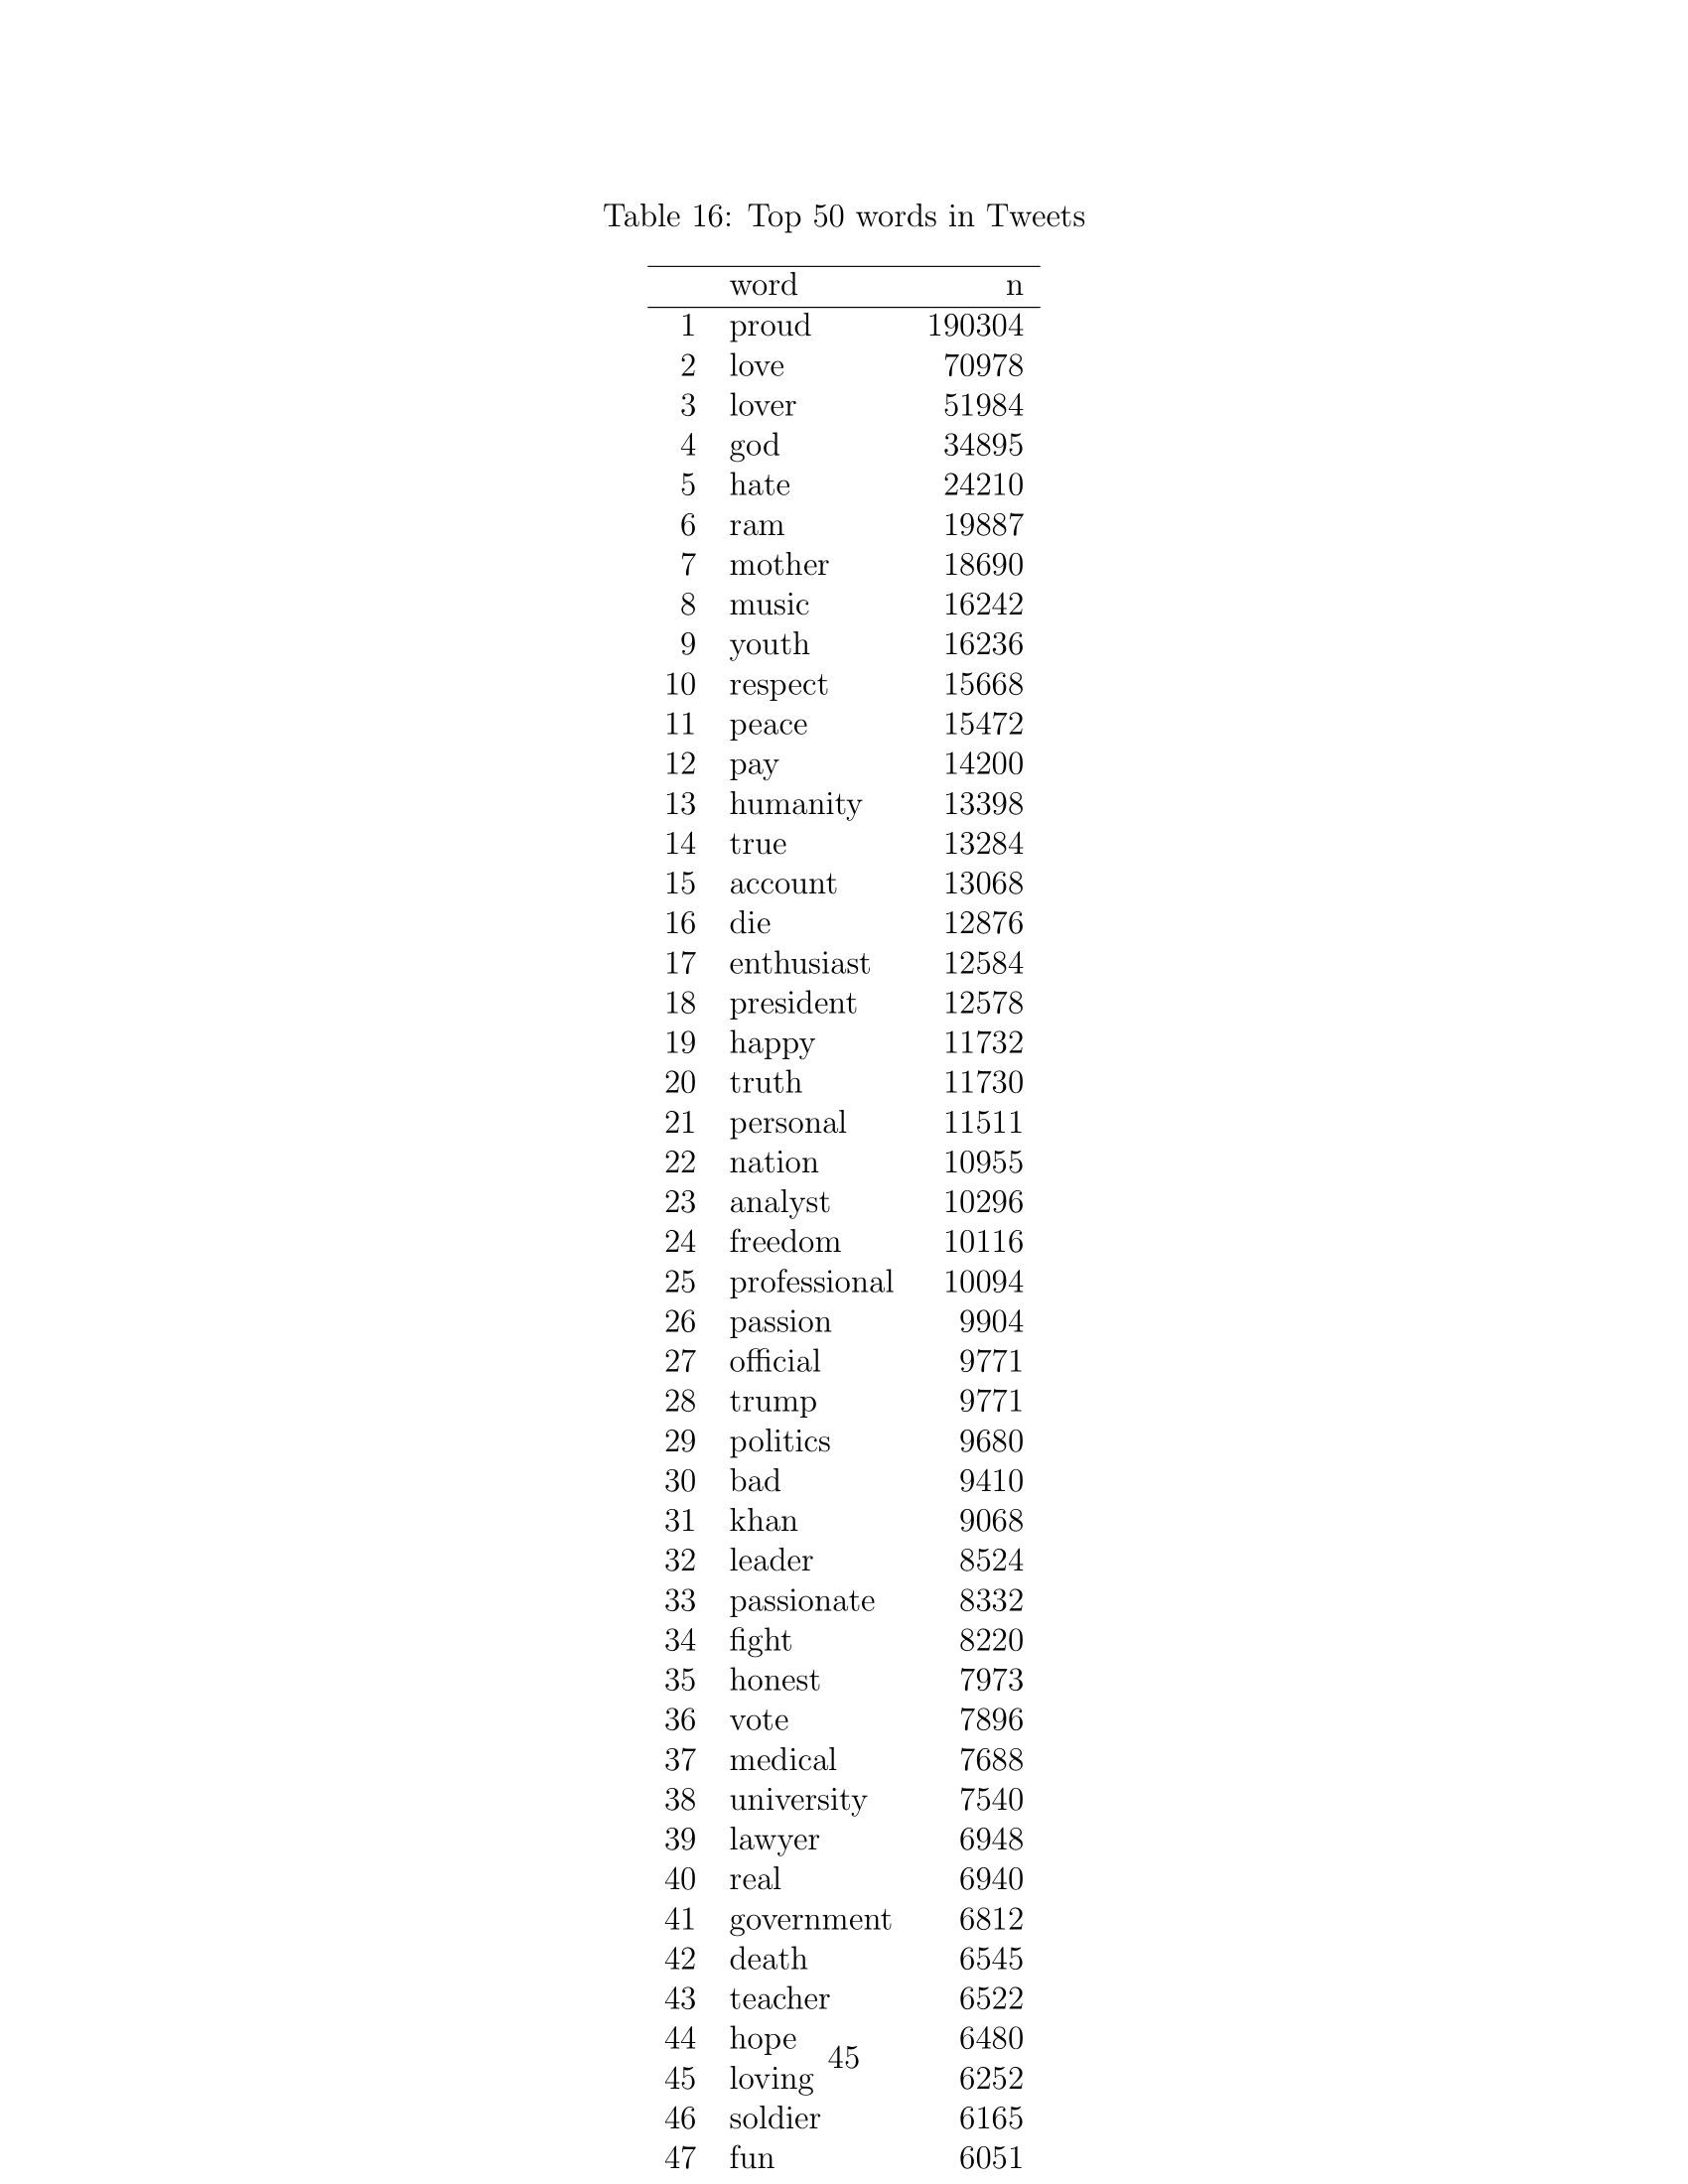 Table 16: Top 50 words in Tweets
word n
1 proud 190304
2 love 70978
3 lover 51984
4 god 34895
5 hate 24210
6 ram 19887
7 mother 18690
8 music 16242
9 youth 16236
10 respect 15668
11 peace 15472
12 pay 14200
13 humanity 13398
14 true 13284
15 account 13068
16 die 12876
17 enthusiast 12584
18 president 12578
19 happy 11732
20 truth 11730
21 personal 11511
22 nation 10955
23 analyst 10296
24 freedom 10116
25 professional 10094
26 passion 9904
27 official 9771
28 trump 9771
29 politics 9680
30 bad 9410
31 khan 9068
32 leader 8524
33 passionate 8332
34 fight 8220
35 honest 7973
36 vote 7896
37 medical 7688
38 university 7540
39 lawyer 6948
40 real 6940
41 government 6812
42 death 6545
43 teacher 6522
44 hope 6480
45
45 loving 6252
46 soldier 6165
47 fun 6051